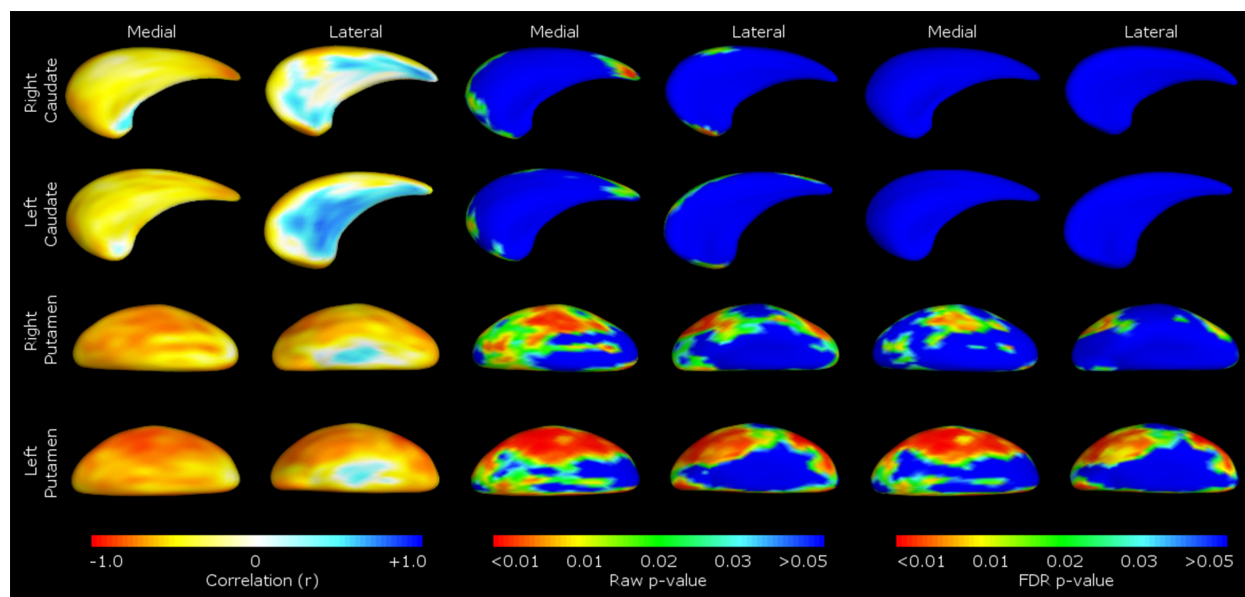 Medial Lateral Medial Lateral Medial Lateral
Right
Caudate
Left
Caudate
Right
Putamen
Left
Putamen
-1.0 0 +1.0 <0.01 0.01 0.02 0.03 >0.05 <0.01 0.01 0.02 0.03 >0.05
Correlation (r) Raw p-value FDR p-value